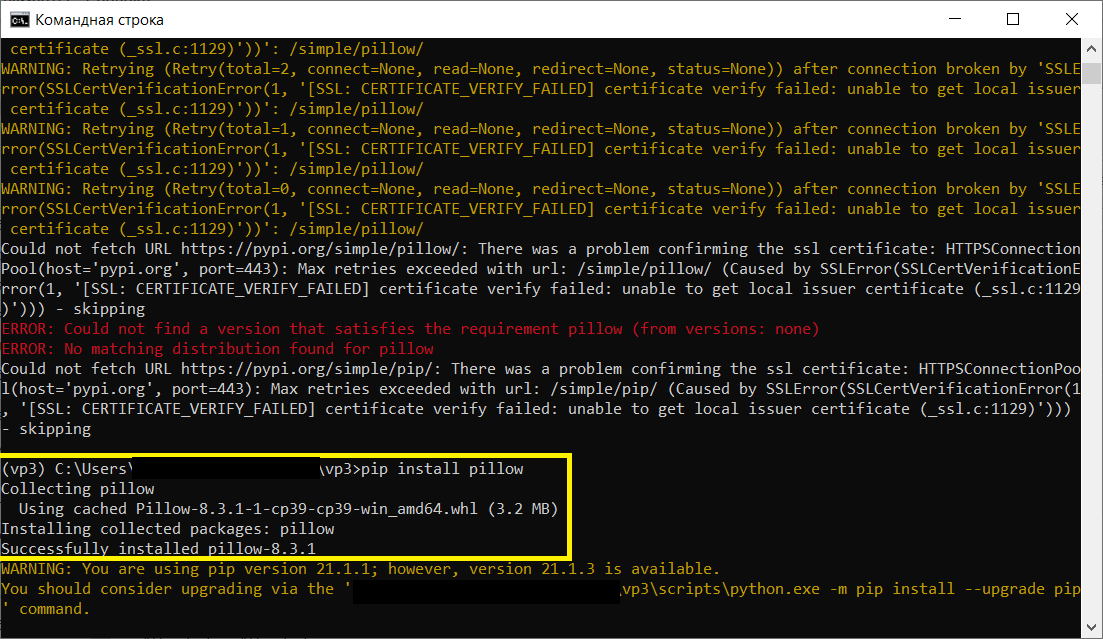 Командная строка
certificate (_ssl.c:1129)'))': /simple/pillow/
WARNING: Retrying (Retry(total=2, connect=None, read=None, redirect=None, status=None)) after connection broken by 'SSLE
rror(SSLCertVerificationError(1, '[SSL: CERTIFICATE_VERIFY_FAILED] certificate verify failed: unable to get local issuer
certificate (_ssl.c:1129)'))': /simple/pillow/
WARNING: Retrying (Retry(total=1, connect=None, read=None, redirect=None, status=None)) after connection broken by 'SSLE
rror(SSLCertVerificationError(1, '[SSL: CERTIFICATE_VERIFY_FAILED] certificate verify failed: unable to get local issuer
certificate (_ssl.c:1129)'))': /simple/pillow/
WARNING: Retrying (Retry(total=0, connect=None, read=None, redirect=None, status=None)) after connection broken by 'SSLE
rror(SSLCertVerificationError(1, '[SSL: CERTIFICATE_VERIFY_FAILED] certificate verify failed: unable to get local issuer
certificate (_ssl.c:1129)'))': /simple/pillow/
Could not fetch URL https://pypi.org/simple/pillow/: There was a problem confirming the ssl certificate: HTTPSConnection
Pool(host='pypi.org', port=443): Max retries exceeded with url: /simple/pillow/ (Caused by SSLError(SSLCertVerificationE
rror(1, '[SSL: CERTIFICATE_VERIFY_FAILED] certificate verify failed: unable to get local issuer certificate (_ssl.c:1129
)'))) - skipping
ERROR: Could not find a version that satisfies the requirement pillow (from versions: none)
ERROR: No matching distribution found for pillow
Could not fetch URL https://pypi.org/simple/pip/: There was a problem confirming the ssl certificate: HTTPSConnectionPoo
l(host='pypi.org', port=443): Max retries exceeded with url: /simple/pip/ (Caused by SSLError(SSLCertVerificationError(1
, '[SSL: CERTIFICATE_VERIFY_FAILED] certificate verify failed: unable to get local issuer certificate (_ssl.c:1129)')))
- skipping
(vp3) C:\Users\ \vp3>pip install pillow
Collecting pillow
Using cached Pillow-8.3.1-1-cp39-cp39-win_amd64.whl (3.2 MB)
Installing collected packages: pillow
Successfully installed pillow-8.3.1
WARNING: You are using pip version 21.1.1; however, version 21.1.3 is available.
You should consider upgrading via the ' \vp3\scripts\python.exe -m pip install --upgrade pip
' command.